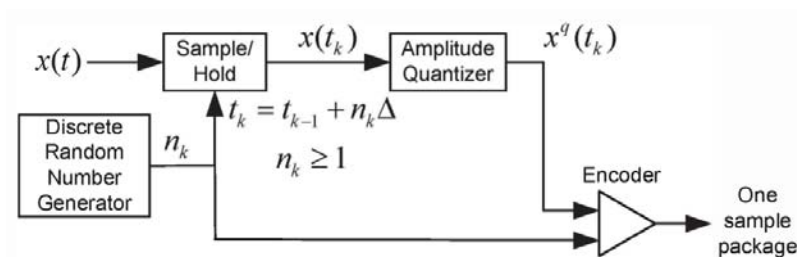 x(t)
Sample/
Hold
x(t_k)
Amplitude
Quantizer
x^q(t_k)
t_k = t_{k-1} + n_kΔ
n_k ≥ 1
Discrete
Random
Number
Generator
n_k
Encoder
One
sample
package